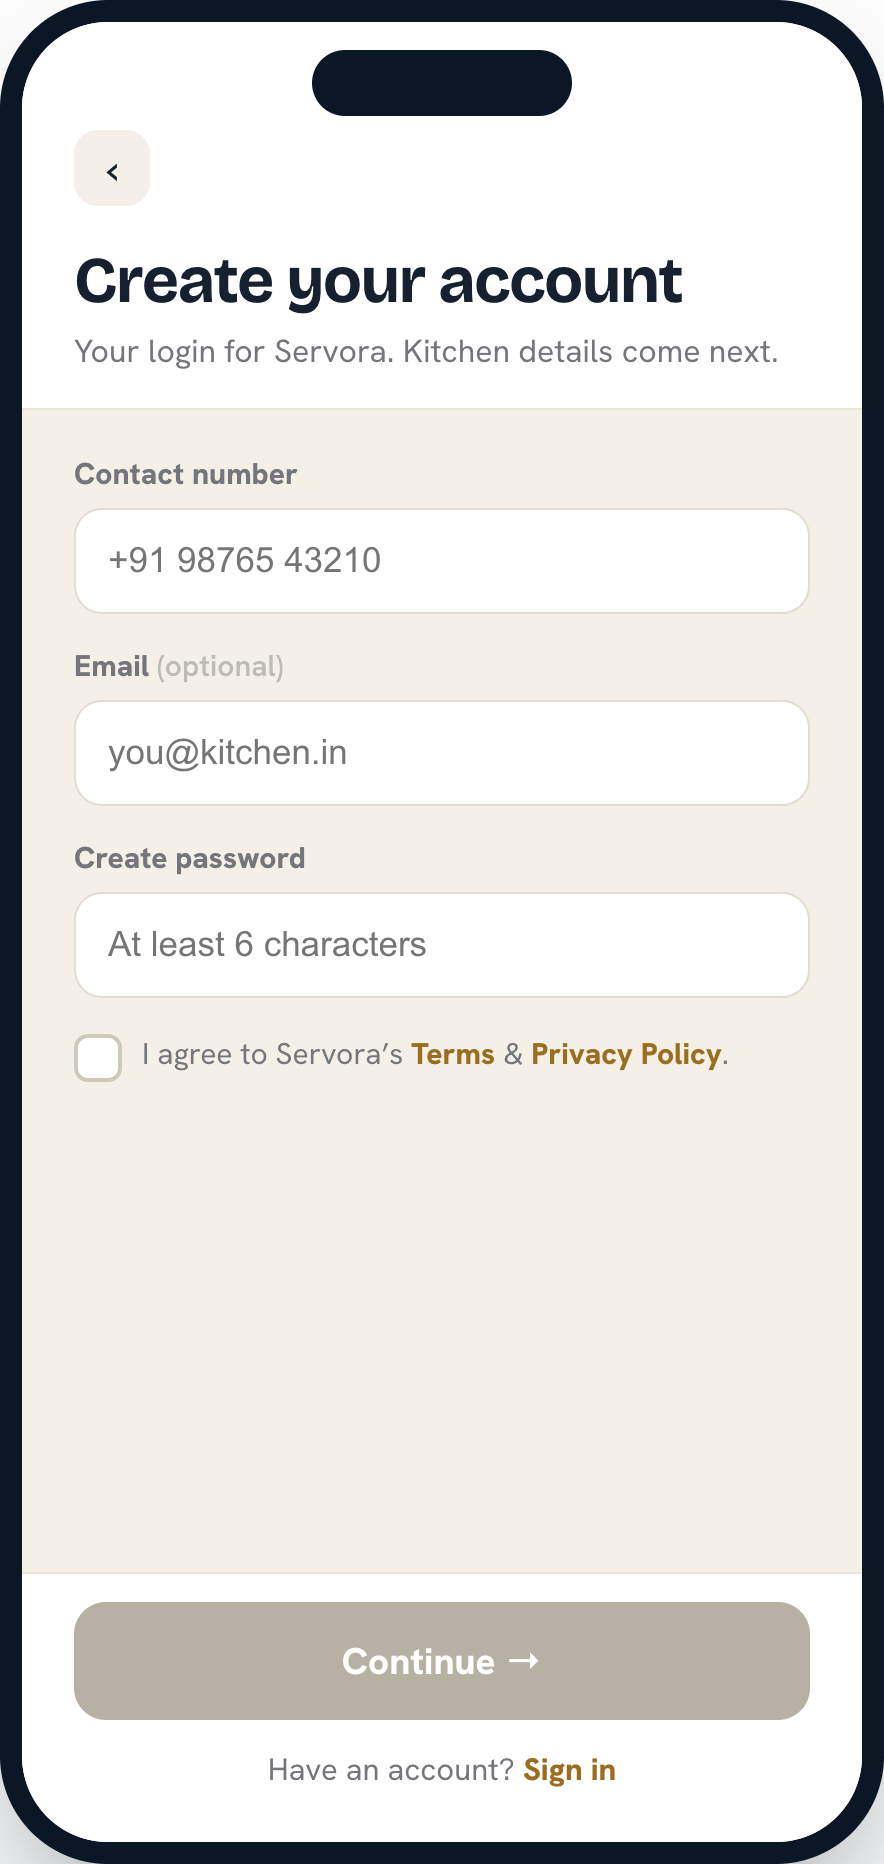 ‹
Create your account
Your login for Servora. Kitchen details come next.
Contact number
+91 98765 43210
Email (optional)
you@kitchen.in
Create password
At least 6 characters
I agree to Servora’s Terms & Privacy Policy.
Continue →
Have an account? Sign in